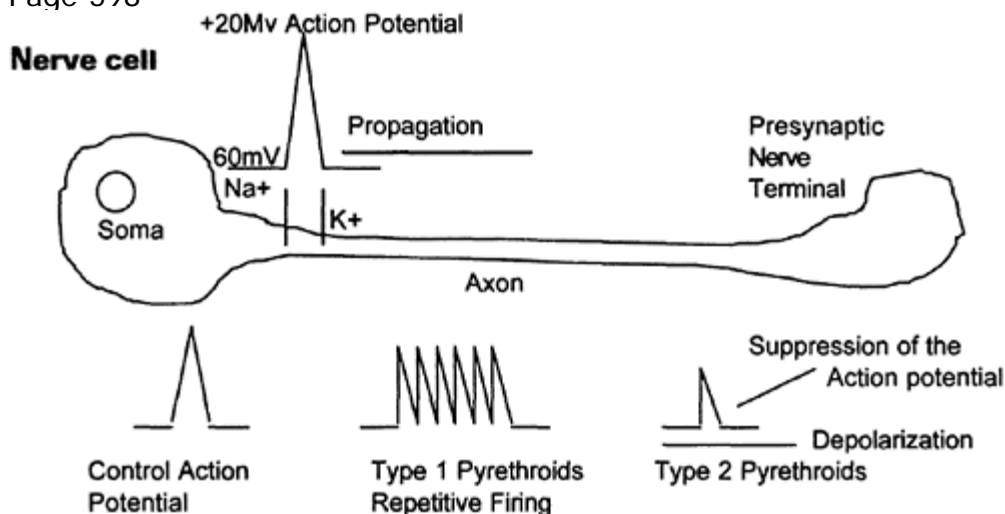 +20Mv Action Potential
Nerve cell
Propagation
Presynaptic
Nerve
Terminal
60mV
Na+
K+
Soma
Axon
Suppression of the
Action potential
Depolarization
Control Action
Potential
Type 1 Pyrethroids
Repetitive Firing
Type 2 Pyrethroids